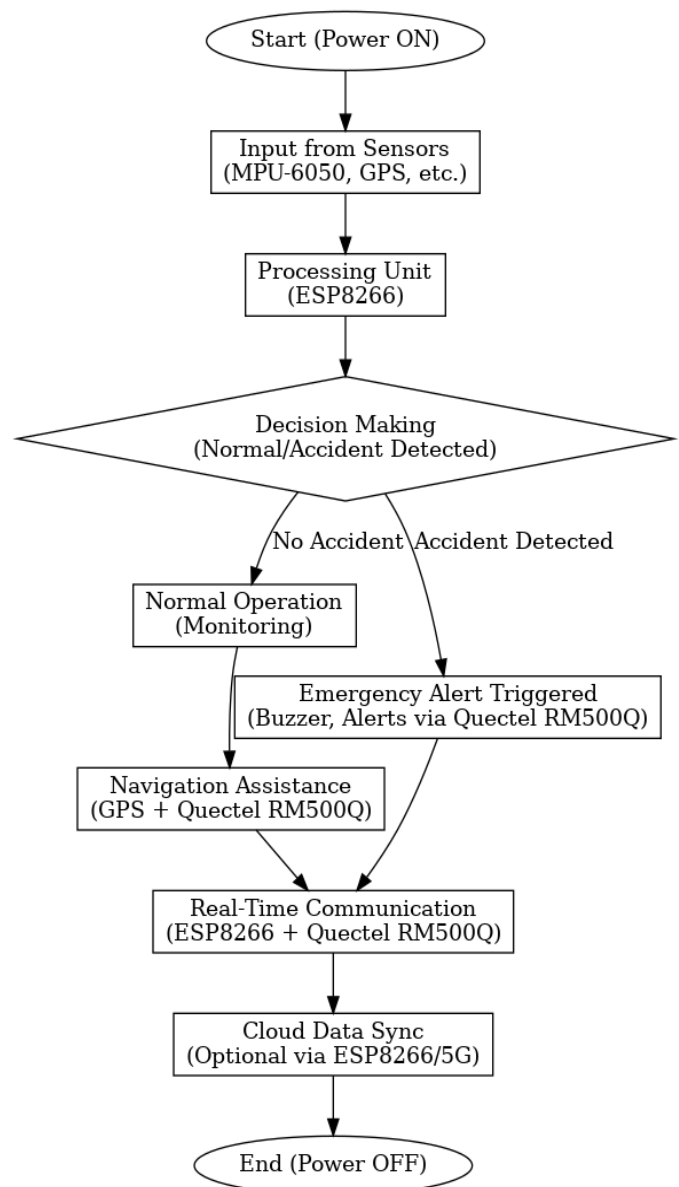 Start (Power ON)
Input from Sensors
(MPU-6050, GPS, etc.)
Processing Unit
(ESP8266)
Decision Making
(Normal/Accident Detected)
No Accident
Accident Detected
Normal Operation
(Monitoring)
Emergency Alert Triggered
(Buzzer, Alerts via Quectel RM500Q)
Navigation Assistance
(GPS + Quectel RM500Q)
Real-Time Communication
(ESP8266 + Quectel RM500Q)
Cloud Data Sync
(Optional via ESP8266/5G)
End (Power OFF)